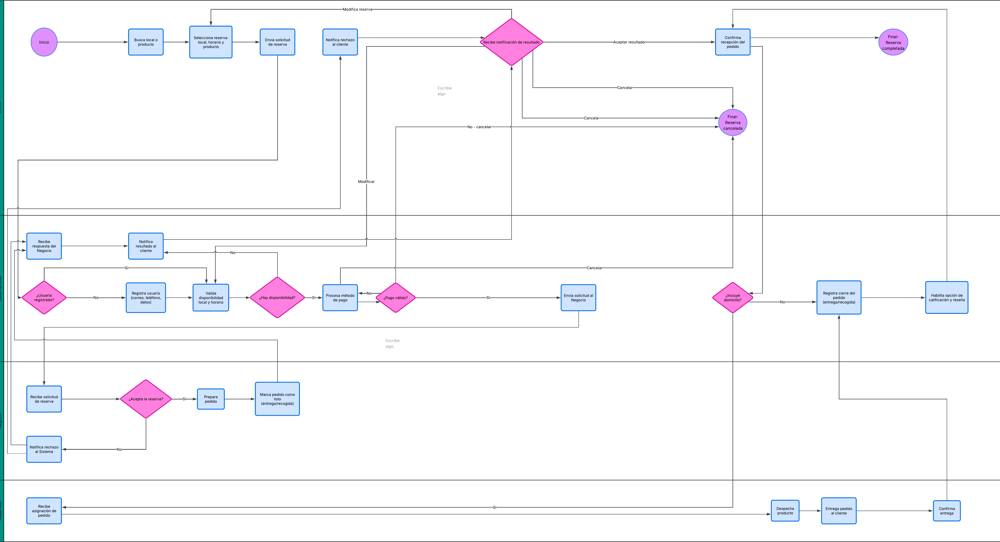 Modifica reserva
Inicio
Busca local o
producto
Selecciona reserva:
local, horario y
producto
Envía solicitud
de reserva
Notifica rechazo
al cliente
Recibe notificación de resultado
Aceptar resultado
Confirma
recepción del
pedido
Final-
Reserva
completada
Escribe
algo
Cancelar
Cancela
No - cancelar
Final-
Reserva
cancelada
Modificar
Recibe
respuesta del
Negocio
Notifica
resultado al
cliente
No
Sí
Cancelar
¿Usuario
registrado?
No
Registra usuario
(correo, teléfono,
datos)
Valida
disponibilidad
local y horario
¿Hay disponibilidad?
Sí
Procesa método
de pago
No
¿Pago válido?
Sí
Envía solicitud al
Negocio
¿Incluye
domicilio?
No
Registra cierre del
pedido
(entrega/recogida)
Habilita opción de
calificación y reseña
Escribe
algo
Recibe solicitud
de reserva
¿Acepta la reserva?
Sí
Prepara
pedido
Marca pedido como
listo
(entrega/recogida)
Notifica rechazo
al Sistema
No
Recibe
asignación de
pedido
Sí
Despacha
producto
Entrega pedido
al cliente
Confirma
entrega